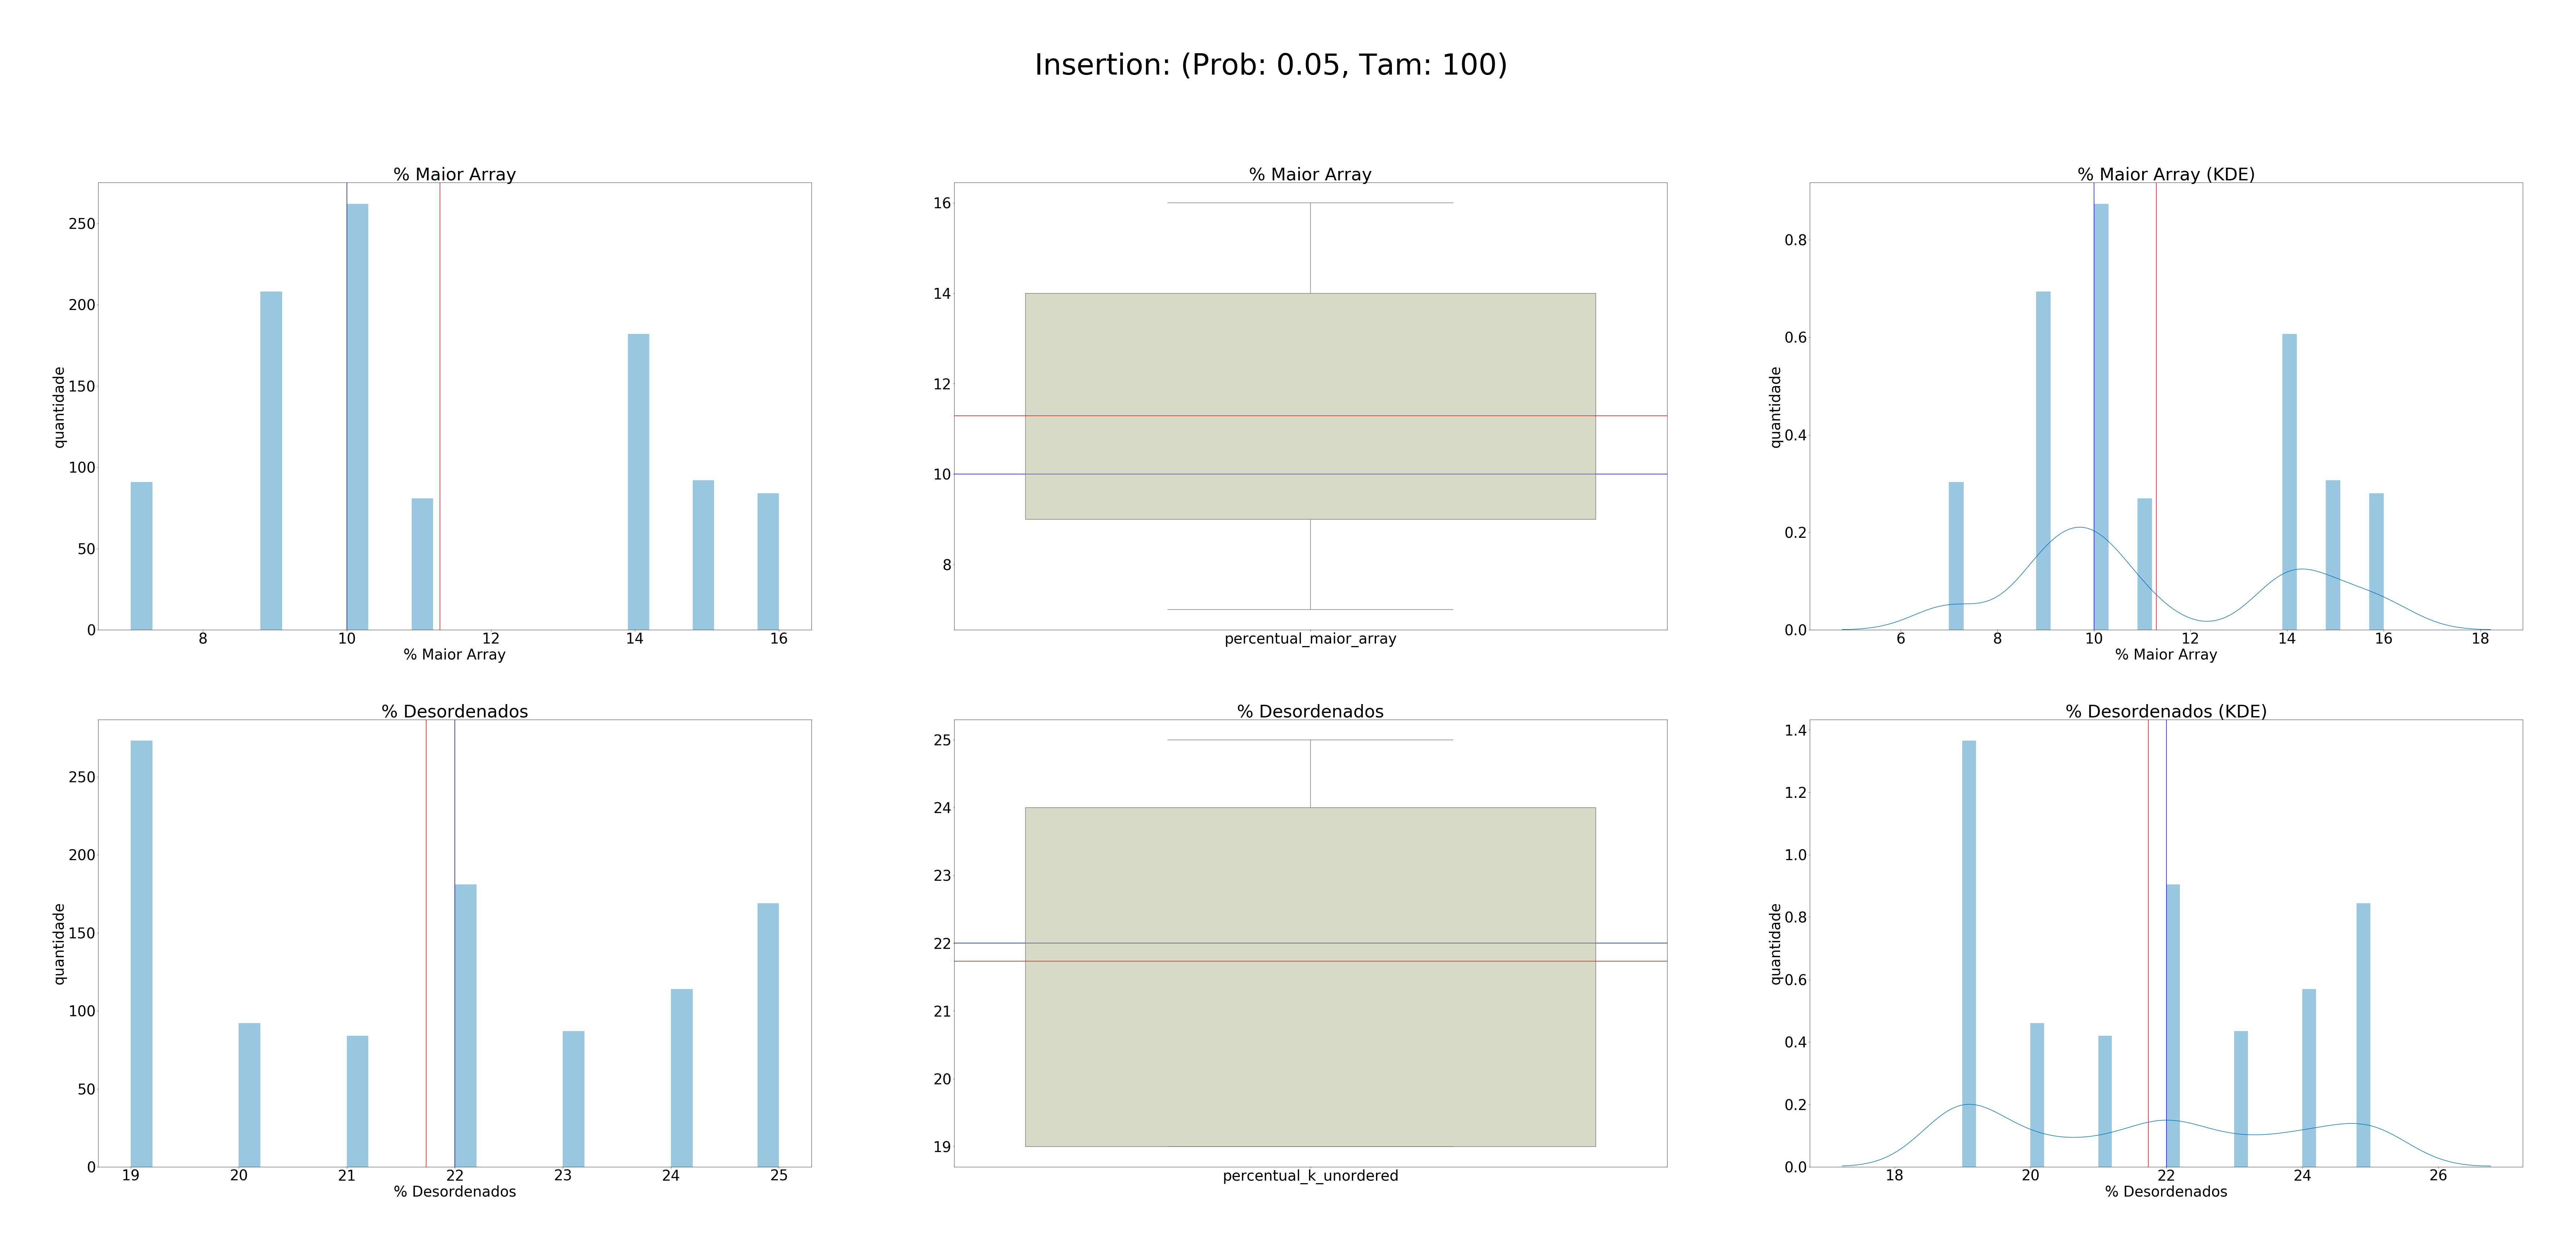 Insertion: (Prob: 0.05, Tam: 100)
% Maior Array
250
200
150
100
50
0
quantidade
8 10 12 14 16
% Maior Array
% Maior Array
16
14
12
10
8
percentual_maior_array
% Maior Array (KDE)
0.8
0.6
0.4
0.2
0.0
quantidade
6 8 10 12 14 16 18
% Maior Array
% Desordenados
250
200
150
100
50
0
quantidade
19 20 21 22 23 24 25
% Desordenados
% Desordenados
25
24
23
22
21
20
19
percentual_k_unordered
% Desordenados (KDE)
1.4
1.2
1.0
0.8
0.6
0.4
0.2
0.0
quantidade
18 20 22 24 26
% Desordenados